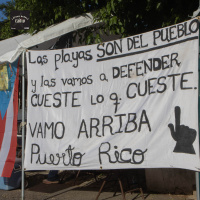 Las playas SON DEL PUEBLO
y las vamos a DEFENDER
CUESTE LO q. CUESTE.
VAMO ARRIBA
Puerto Rico